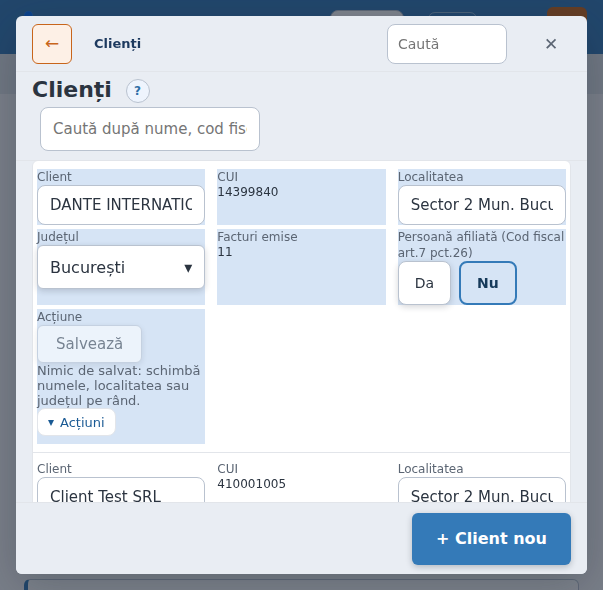 ← Clienți Caută ✕
Clienți ?
Caută după nume, cod fis
Client CUI Localitatea
DANTE INTERNATIC 14399840 Sector 2 Mun. Bucu
Județul Facturi emise Persoană afiliată (Cod fiscal
art.7 pct.26)
București ▼ 11 Da Nu
Acțiune
Salvează
Nimic de salvat: schimbă
numele, localitatea sau
județul pe rând.
▾ Acțiuni
Client CUI Localitatea
Client Test SRL 410001005 Sector 2 Mun. Bucu
+ Client nou